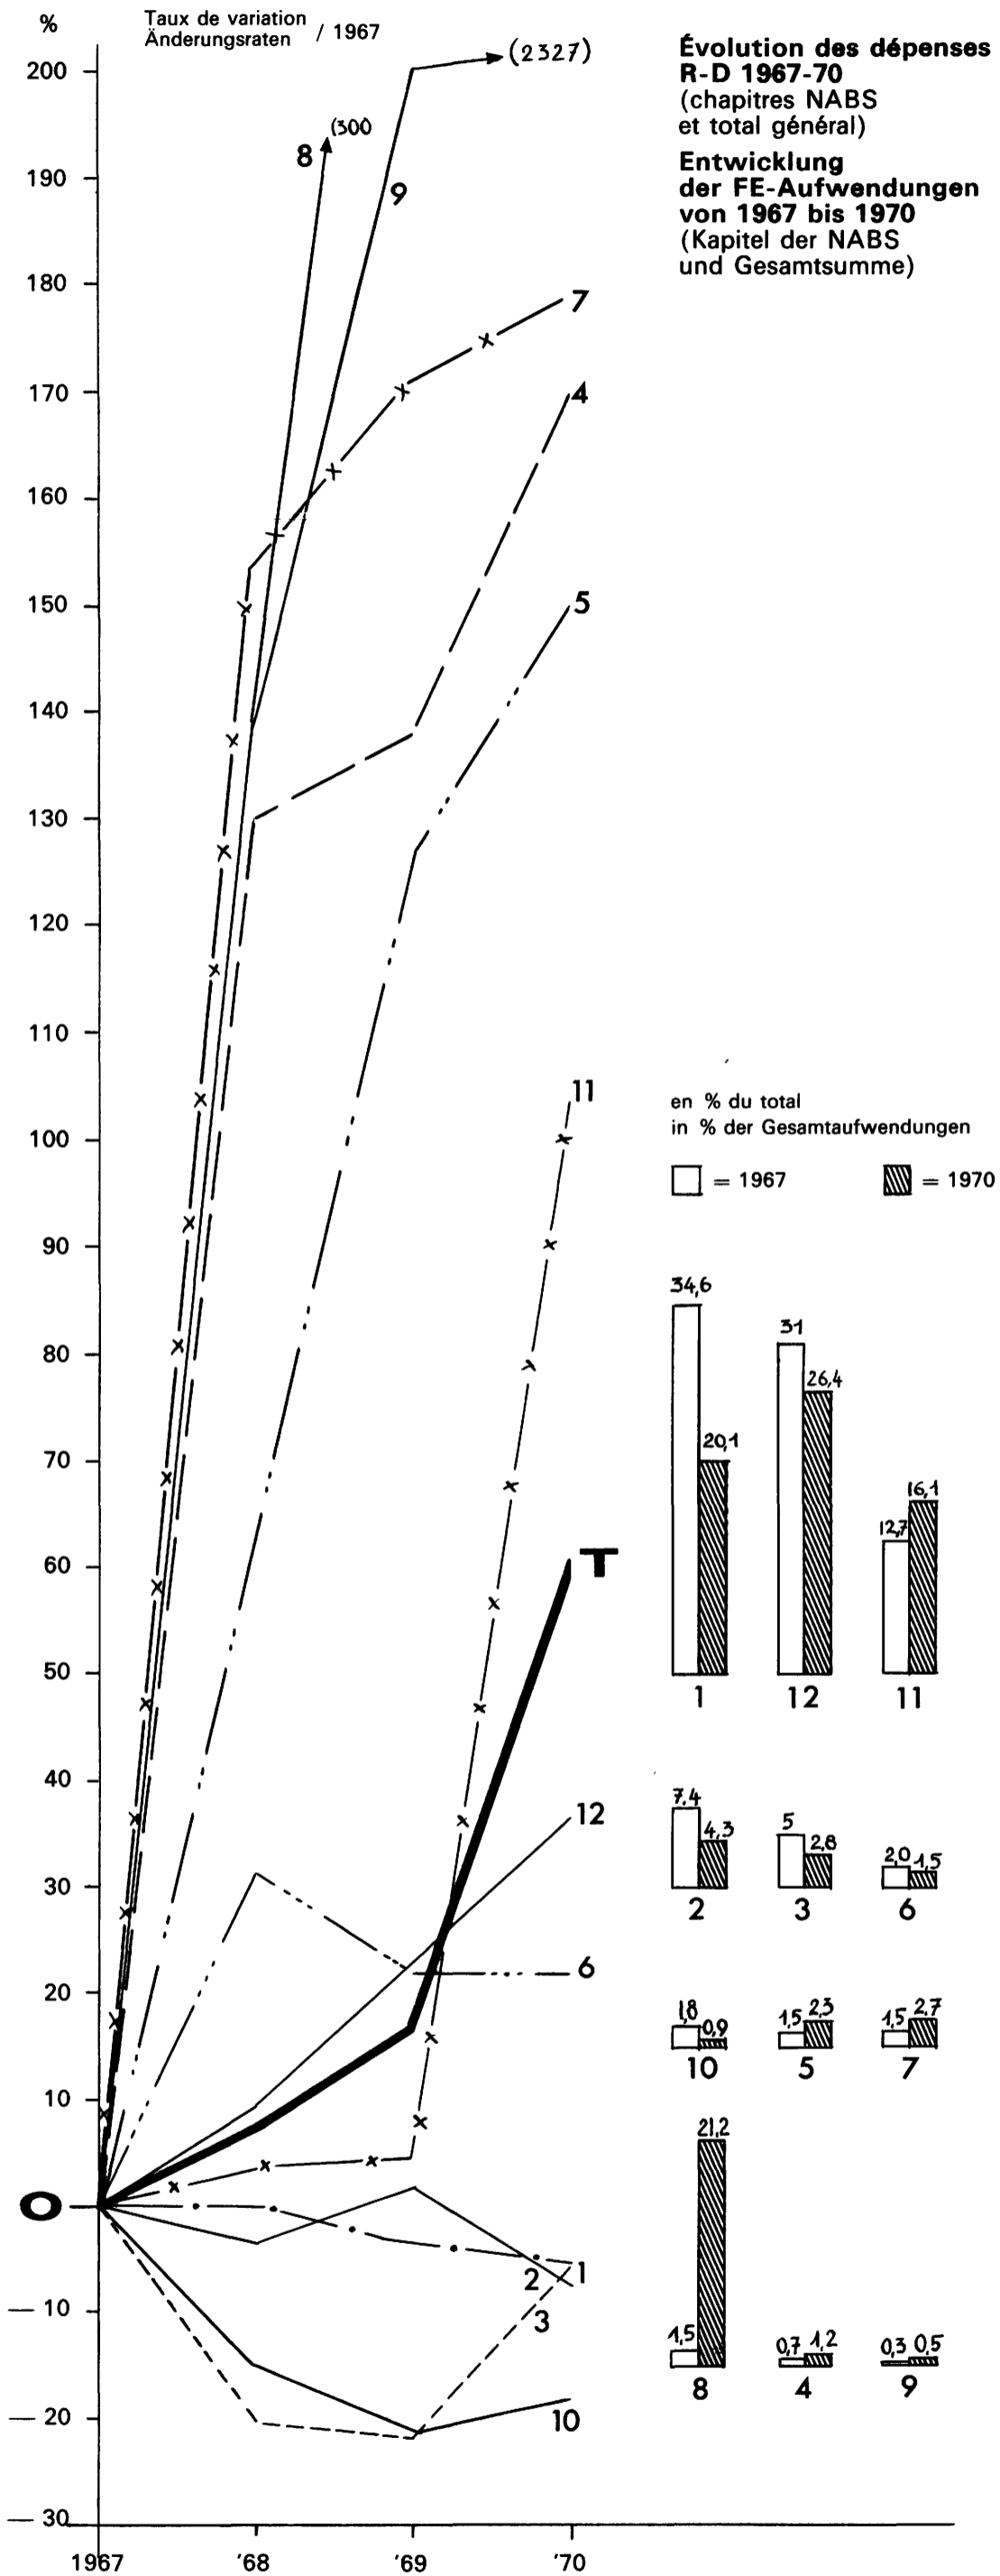 %
Taux de variation / 1967
Änderungsraten
Évolution des dépenses
R-D 1967-70
(chapitres NABS
et total général)
Entwicklung
der FE-Aufwendungen
von 1967 bis 1970
(Kapitel der NABS
und Gesamtsumme)
200
190
180
170
160
150
140
130
120
110
100
90
80
70
60
50
40
30
20
10
O
— 10
— 20
— 30
1967 '68 '69 '70
(2327)
(300)
8
9
7
4
5
11
T
12
6
1
2
3
10
en % du total
in % der Gesamtaufwendungen
= 1967 = 1970
34,6 20,1 31 26,4 12,7 16,1
1 12 11
7.4 4,3 5 2,8 2,0 1,5
2 3 6
1,8 0,9 1,5 2,3 1,5 2,7
10 5 7
1,5 21,2 0,7 1,2 0,3 0,5
8 4 9